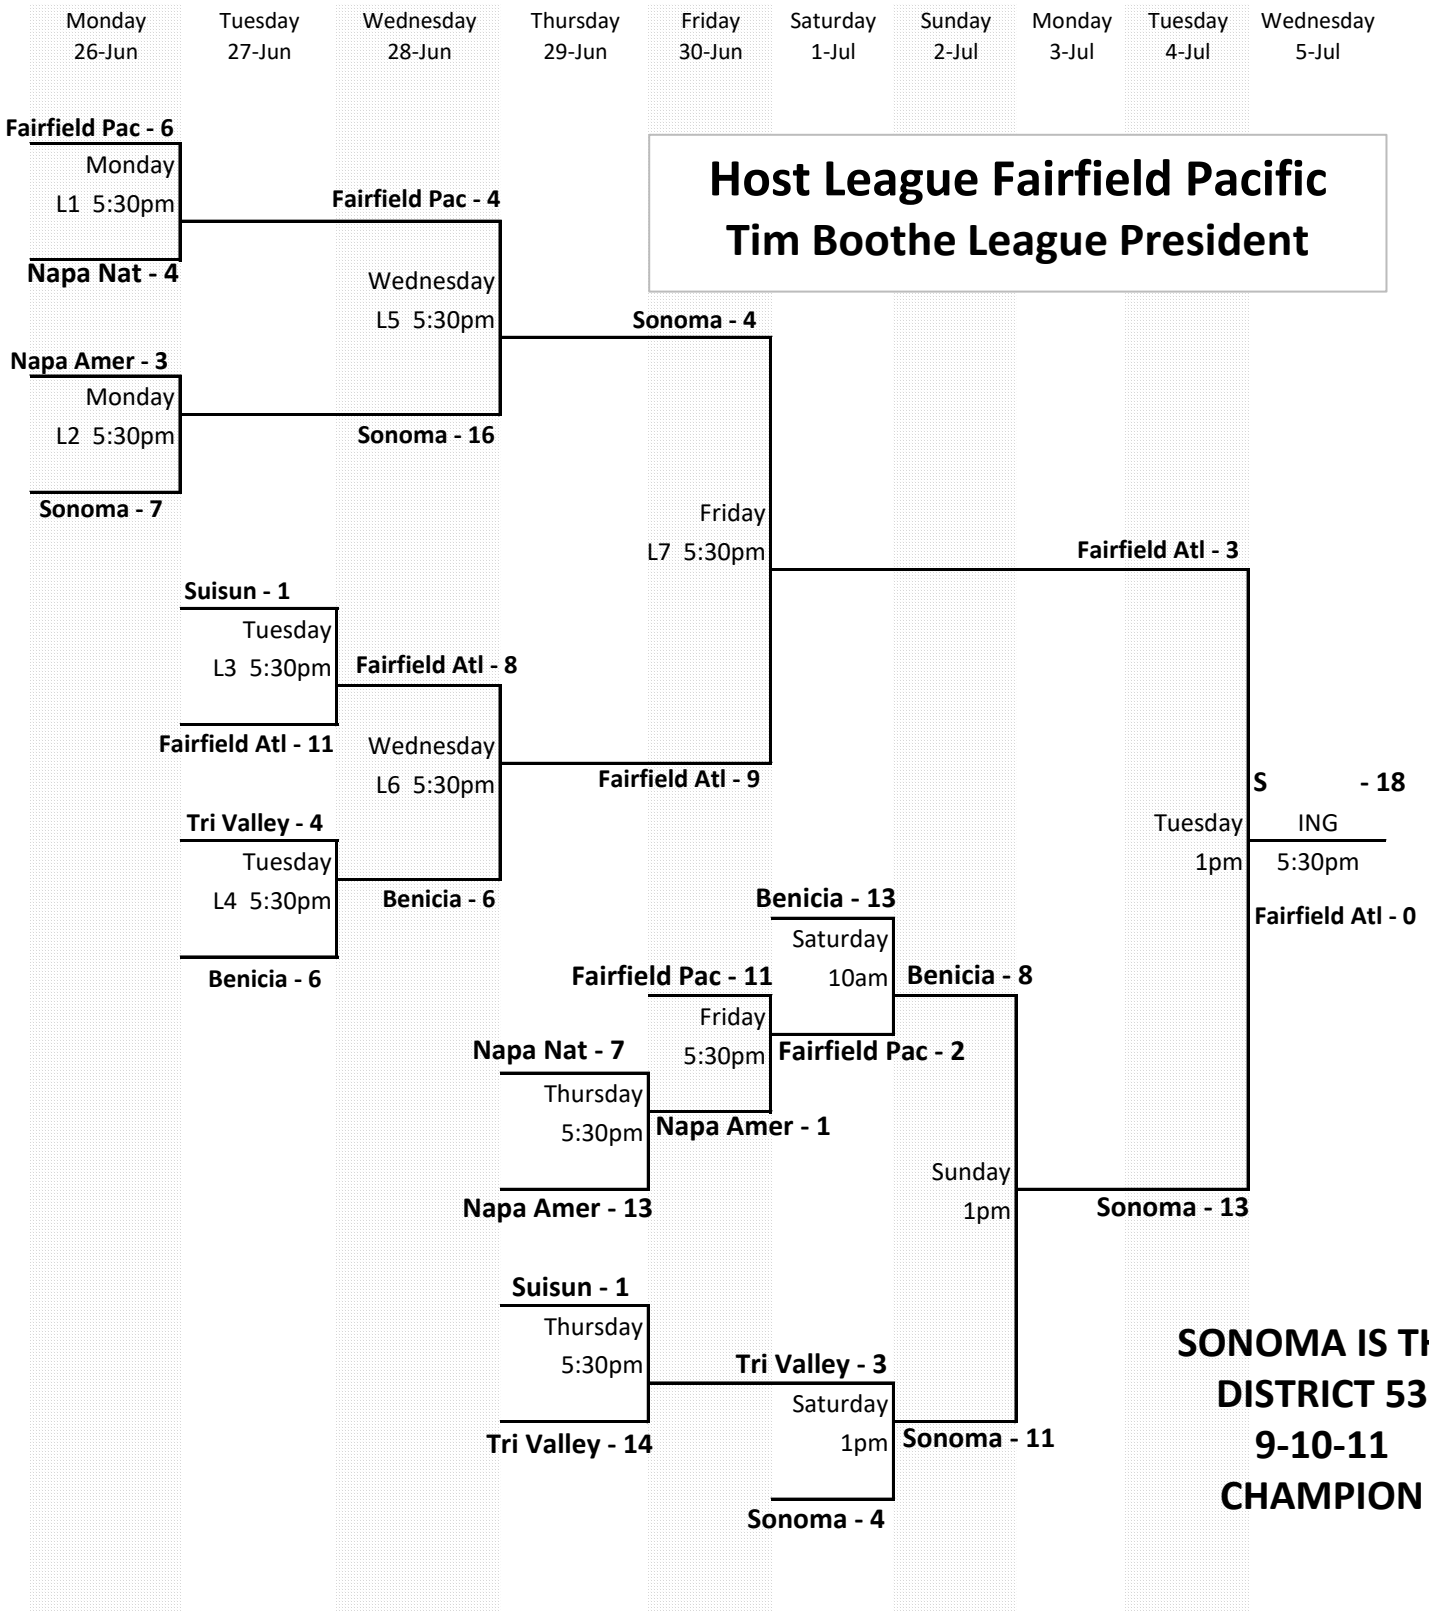 Monday Tuesday Wednesday Thursday Friday Saturday Sunday Monday Tuesday Wednesday
26-Jun 27-Jun 28-Jun 29-Jun 30-Jun 1-Jul 2-Jul 3-Jul 4-Jul 5-Jul
Fairfield Pac - 6
Monday
L1 5:30pm
Napa Nat - 4
Fairfield Pac - 4
Host League Fairfield Pacific
Tim Boothe League President
Wednesday
L5 5:30pm
Sonoma - 4
Napa Amer - 3
Monday
L2 5:30pm
Sonoma - 16
Sonoma - 7
Friday
L7 5:30pm
Fairfield Atl - 3
Suisun - 1
Tuesday
L3 5:30pm
Fairfield Atl - 8
Fairfield Atl - 11
Wednesday
L6 5:30pm
Fairfield Atl - 9
S - 18
Tri Valley - 4
Tuesday
1pm
ING
5:30pm
Tuesday
L4 5:30pm
Benicia - 6
Benicia - 13
Fairfield Atl - 0
Saturday
10am
Benicia - 6
Fairfield Pac - 11
Benicia - 8
Friday
5:30pm
Napa Nat - 7
Fairfield Pac - 2
Thursday
5:30pm
Napa Amer - 1
Sunday
1pm
Napa Amer - 13
Sonoma - 13
Suisun - 1
Thursday
5:30pm
Tri Valley - 3
Saturday
1pm
Tri Valley - 14
Sonoma - 11
Sonoma - 4
SONOMA IS TH
DISTRICT 53
9-10-11
CHAMPION